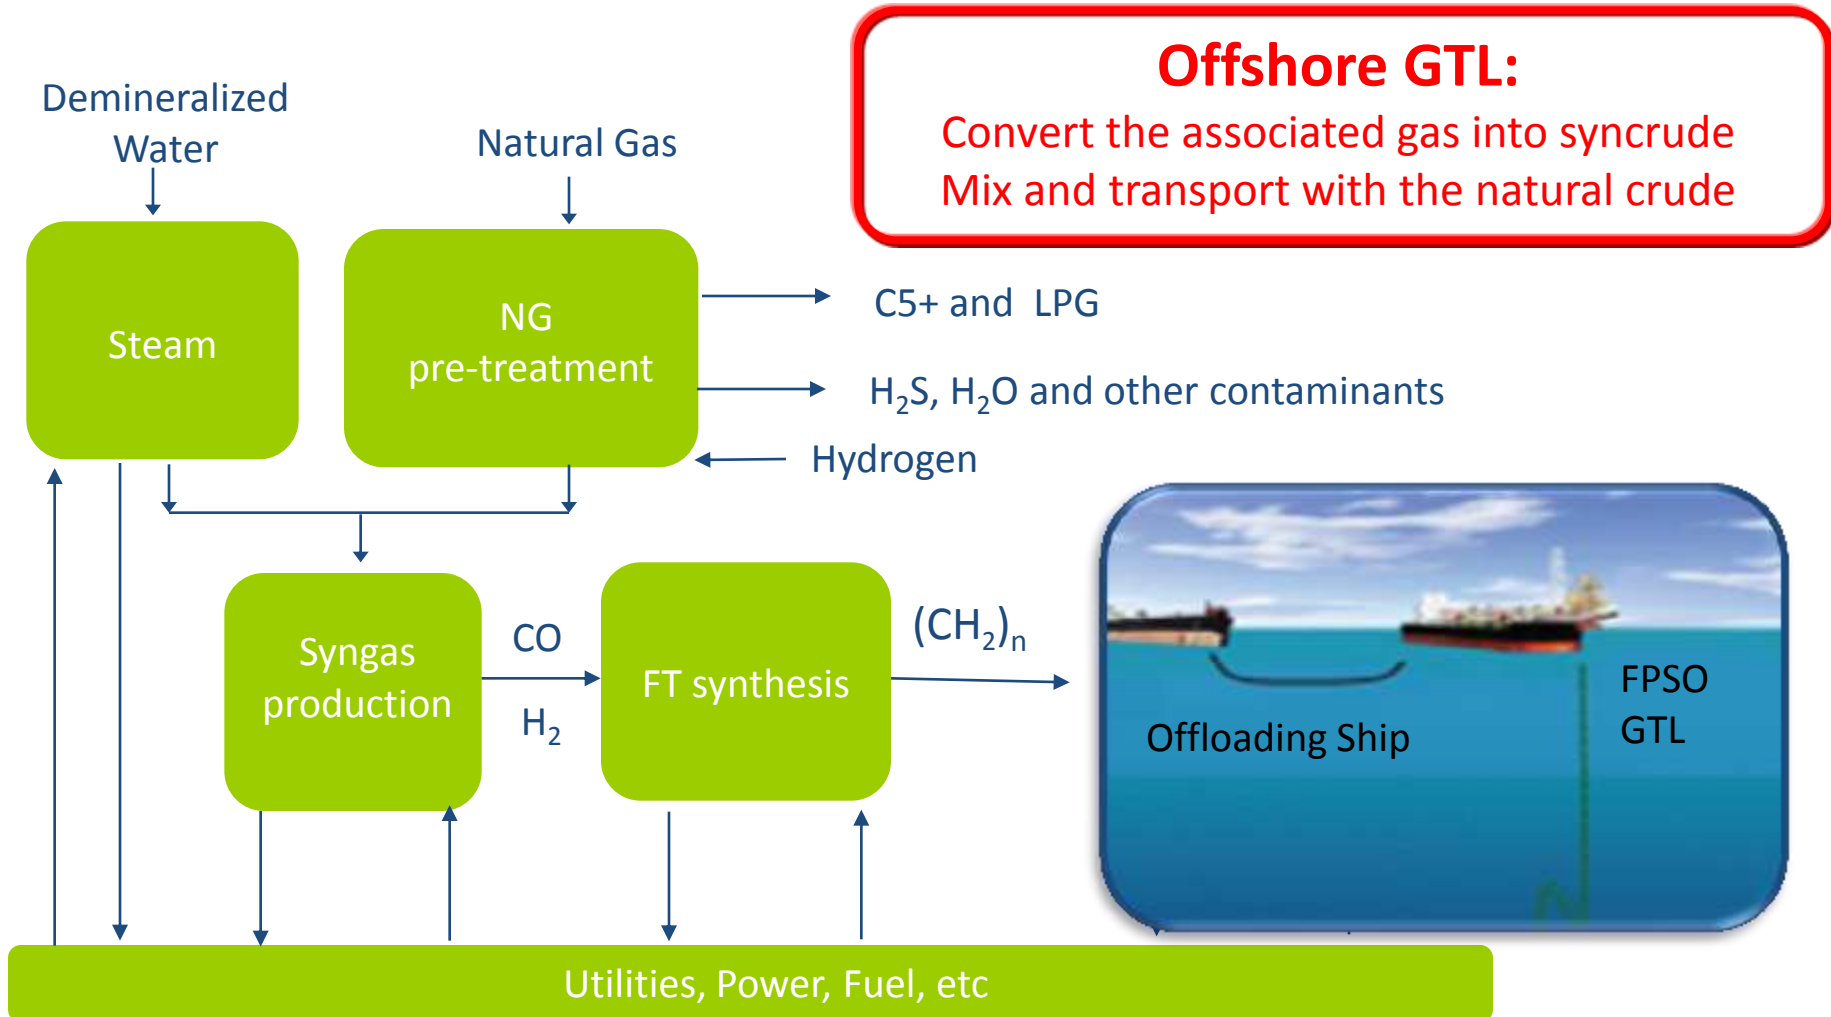 Offshore GTL:
Convert the associated gas into syncrude
Mix and transport with the natural crude
Demineralized
Water
Natural Gas
Steam
NG
pre-treatment
C5+ and LPG
H₂S, H₂O and other contaminants
Hydrogen
Syngas
production
CO
H₂
FT synthesis
(CH₂)ₙ
Offloading Ship
FPSO
GTL
Utilities, Power, Fuel, etc